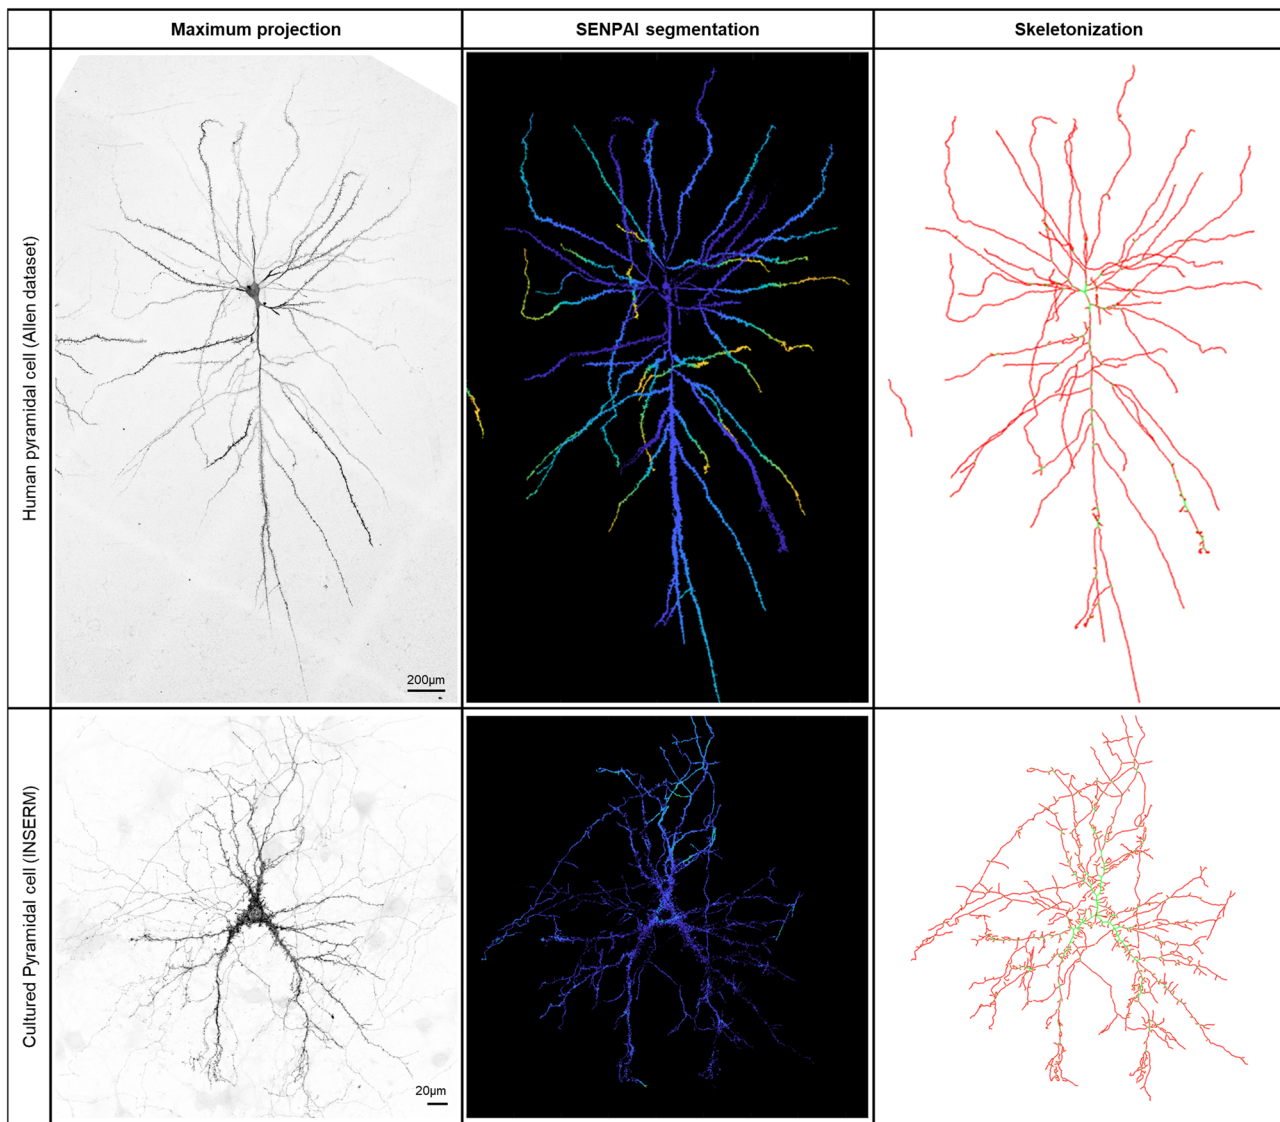 Maximum projection
SENPAI segmentation
Skeletonization
Human pyramidal cell (Allen dataset)
200µm
Cultured Pyramidal cell (INSERM)
20µm